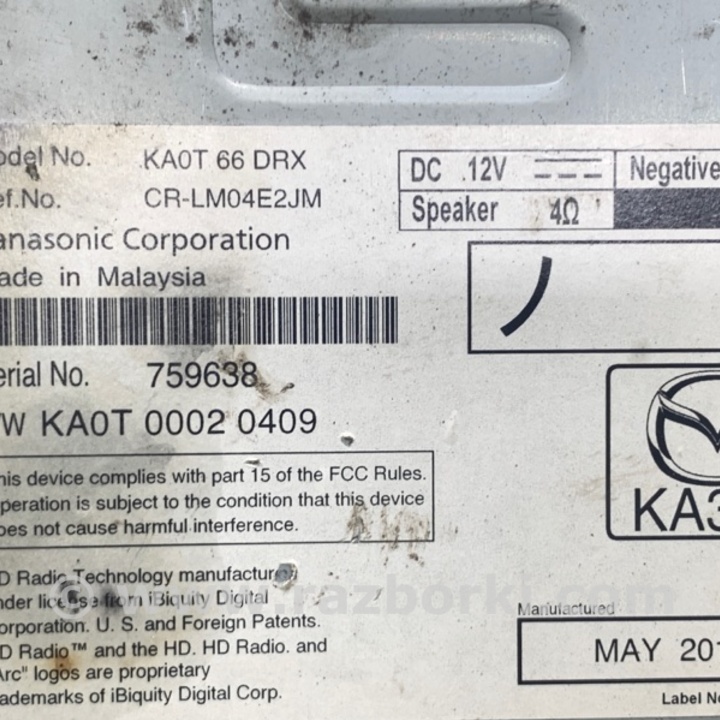 odel No. KA0T 66 DRX
ef.No. CR-LM04E2JM
anasonic Corporation
ade in Malaysia
DC 12V Negative
Speaker 4Ω
erial No. 759638
W KA0T 0002 0409
KA3
his device complies with part 15 of the FCC Rules.
peration is subject to the condition that this device
oes not cause harmful interference.
D Radio Technology manufactured
nder license from iBiquity Digital
orporation. U. S. and Foreign Patents.
D Radio™ and the HD. HD Radio. and
Arc" logos are proprietary
ademarks of iBiquity Digital Corp.
www.razborki.com
Manufactured
MAY 201
Label No